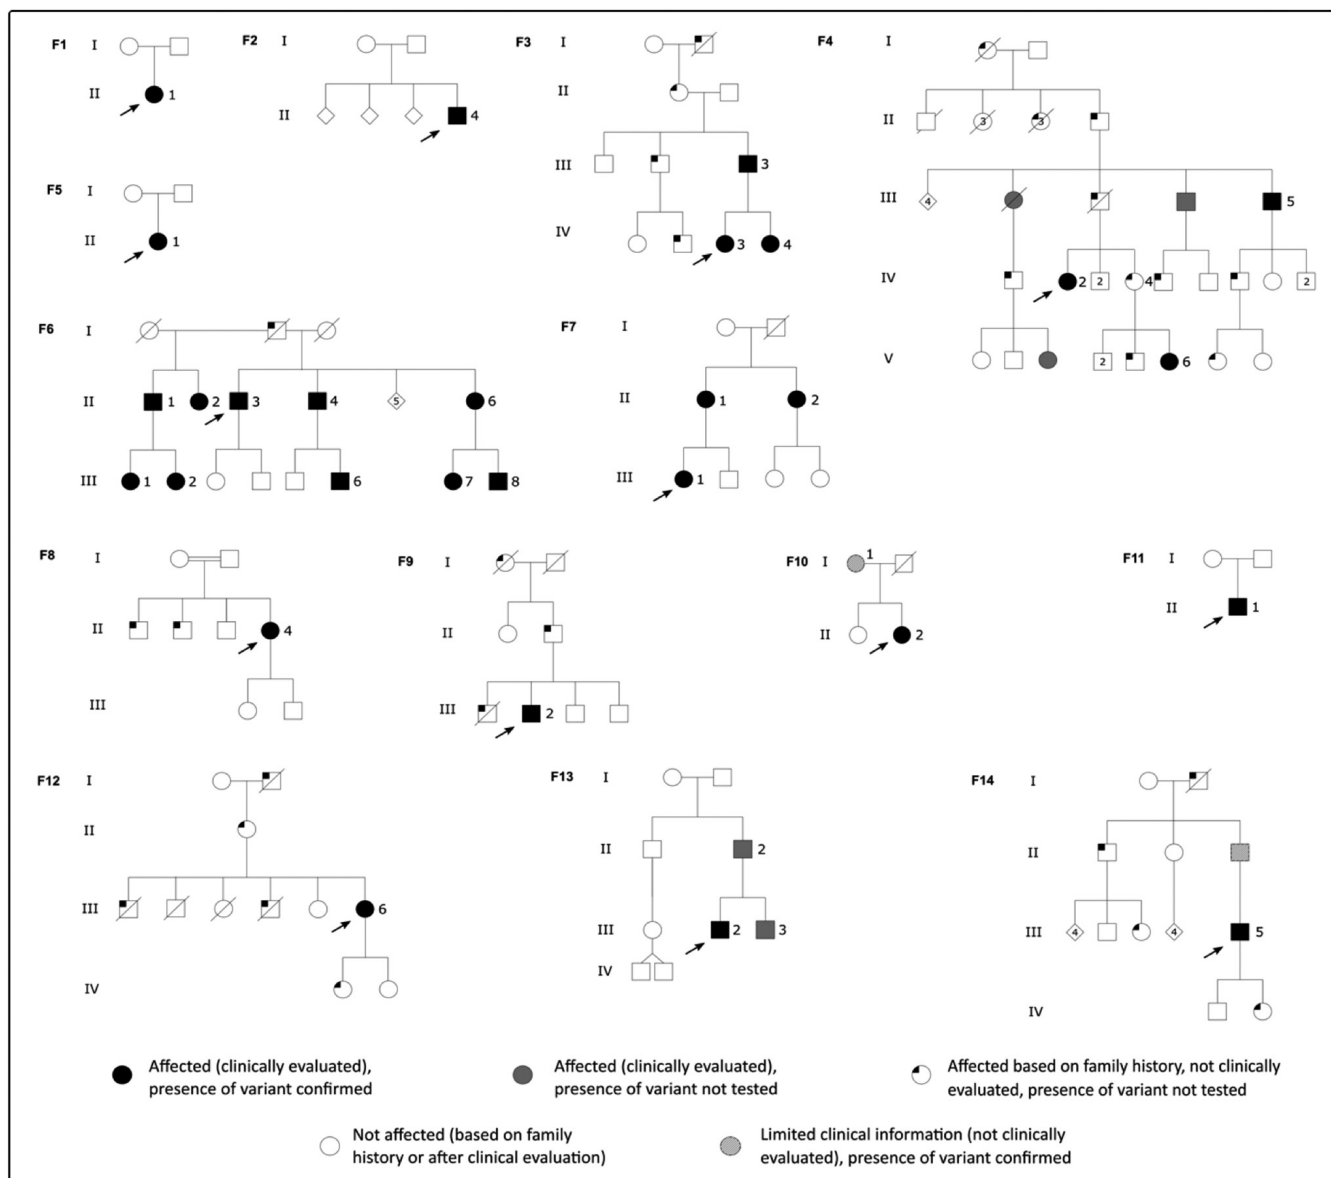 F1 I
II 1
F2 I
II 4
F3 I
II
III 3
IV 3 4
F4 I
II 3 3
III 4 5
IV 2 2 4 2
V 2 6
F5 I
II 1
F6 I
II 1 2 3 4 5 6
III 1 2 6 7 8
F7 I
II 1 2
III 1
F8 I
II 4
III
F9 I
II
III 2
F10 I 1
II 2
F11 I
II 1
F12 I
II
III 6
IV
F13 I
II 2
III 2 3
IV
F14 I
II
III 4 4 5
IV
Affected (clinically evaluated),
presence of variant confirmed
Affected (clinically evaluated),
presence of variant not tested
Affected based on family history, not clinically
evaluated, presence of variant not tested
Not affected (based on family
history or after clinical evaluation)
Limited clinical information (not clinically
evaluated), presence of variant confirmed